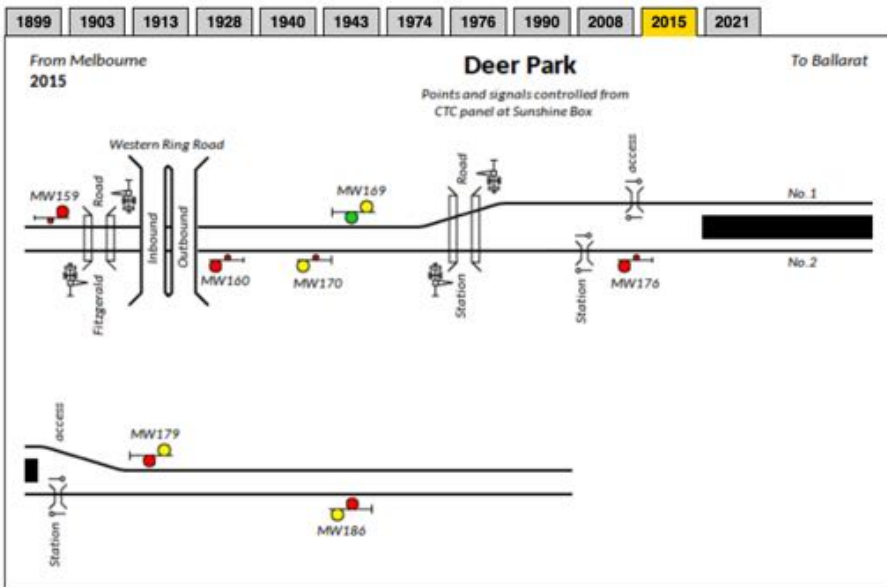 1899 1903 1913 1928 1940 1943 1974 1976 1990 2008 2015 2021
From Melbourne
2015
Deer Park
To Ballarat
Points and signals controlled from
CTC panel at Sunshine Box
Western Ring Road
MW159
Road
Fitzgerald
Inbound
Outbound
MW160
MW169
MW170
Road
Station
access
Station
MW176
No.1
No.2
access
Station
MW179
MW186